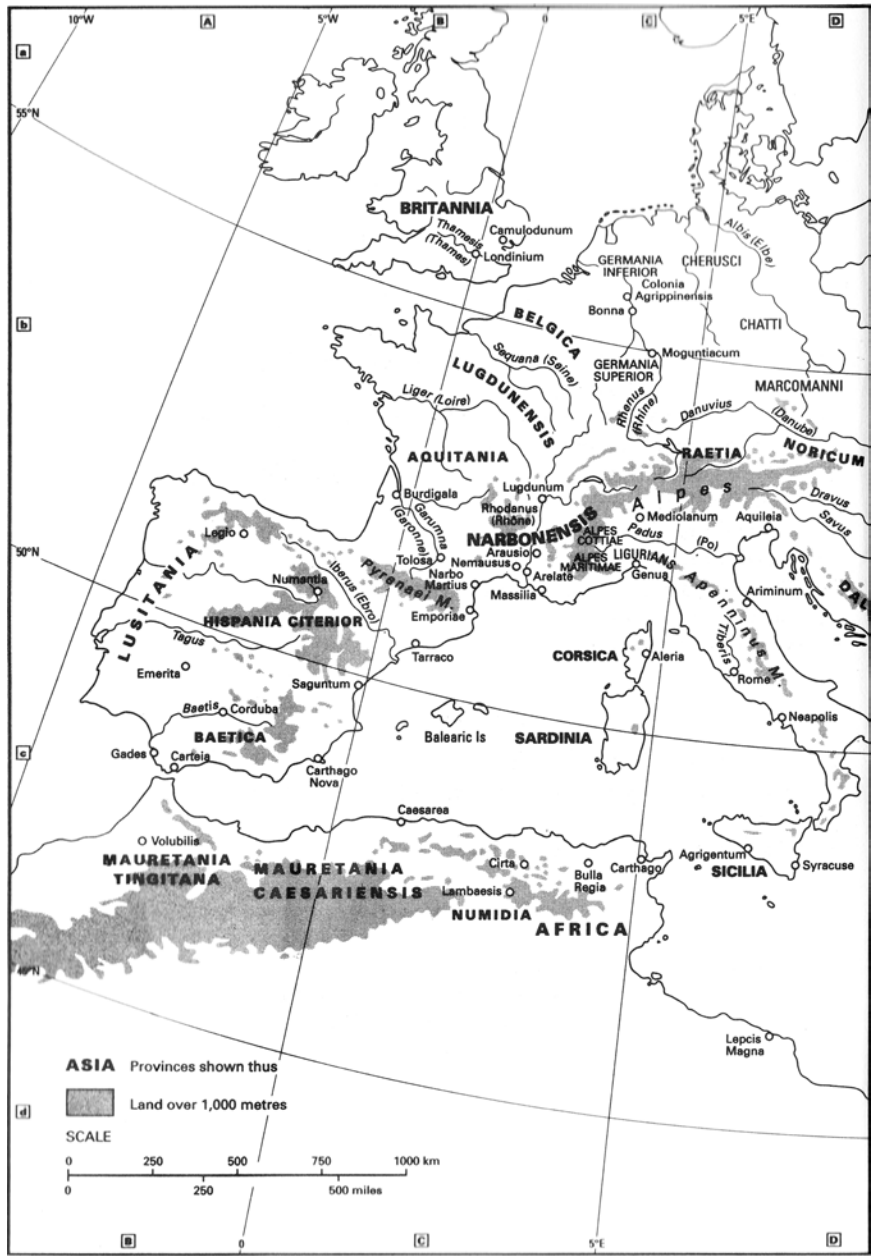 10°W
A
5°W
B
0
C
5°E
D
a
55°N
BRITANNIA
Thamesis
(Thames)
Camulodunum
Londinium
Albis (Elbe)
GERMANIA
INFERIOR
CHERUSCI
Colonia
Agrippinensis
Bonna
CHATTI
b
BELGICA
Sequana (Seine)
Moguntiacum
GERMANIA
SUPERIOR
LUGDUNENSIS
Liger (Loire)
Rhenus
(Rhine)
MARCOMANNI
Danuvius
(Danube)
AQUITANIA
RAETIA
NORICUM
Burdigala
Lugdunum
Rhodanus
(Rhône)
Alpes
Dravus
Savus
Legio
Garumna
(Garonne)
NARBONENSIS
ALPES
COTTIAE
Mediolanum
Aquileia
Padus
(Po)
50°N
Tolosa
Arausio
Nemausus
ALPES
MARITIMAE
LIGURIANS
LUSITANIA
Numantia
Iberus (Ebro)
Pyrenaei M.
Narbo
Martius
Arelate
Massilia
Genua
Apenninus M.
Ariminum
DAL
HISPANIA CITERIOR
Emporiae
Tagus
Tarraco
CORSICA
Aleria
Tiberis
Rome
Emerita
Saguntum
Baetis
Corduba
Neapolis
BAETICA
Balearic Is
SARDINIA
c
Gades
Carteia
Carthago
Nova
Caesarea
Volubilis
MAURETANIA
TINGITANA
MAURETANIA
CAESARIENSIS
Cirta
Bulla
Regia
Carthago
Agrigentum
SICILIA
Syracuse
Lambaesis
NUMIDIA
AFRICA
40°N
Lepcis
Magna
ASIA Provinces shown thus
Land over 1,000 metres
d
SCALE
0 250 500 750 1000 km
0 250 500 miles
B
0
C
5°E
D